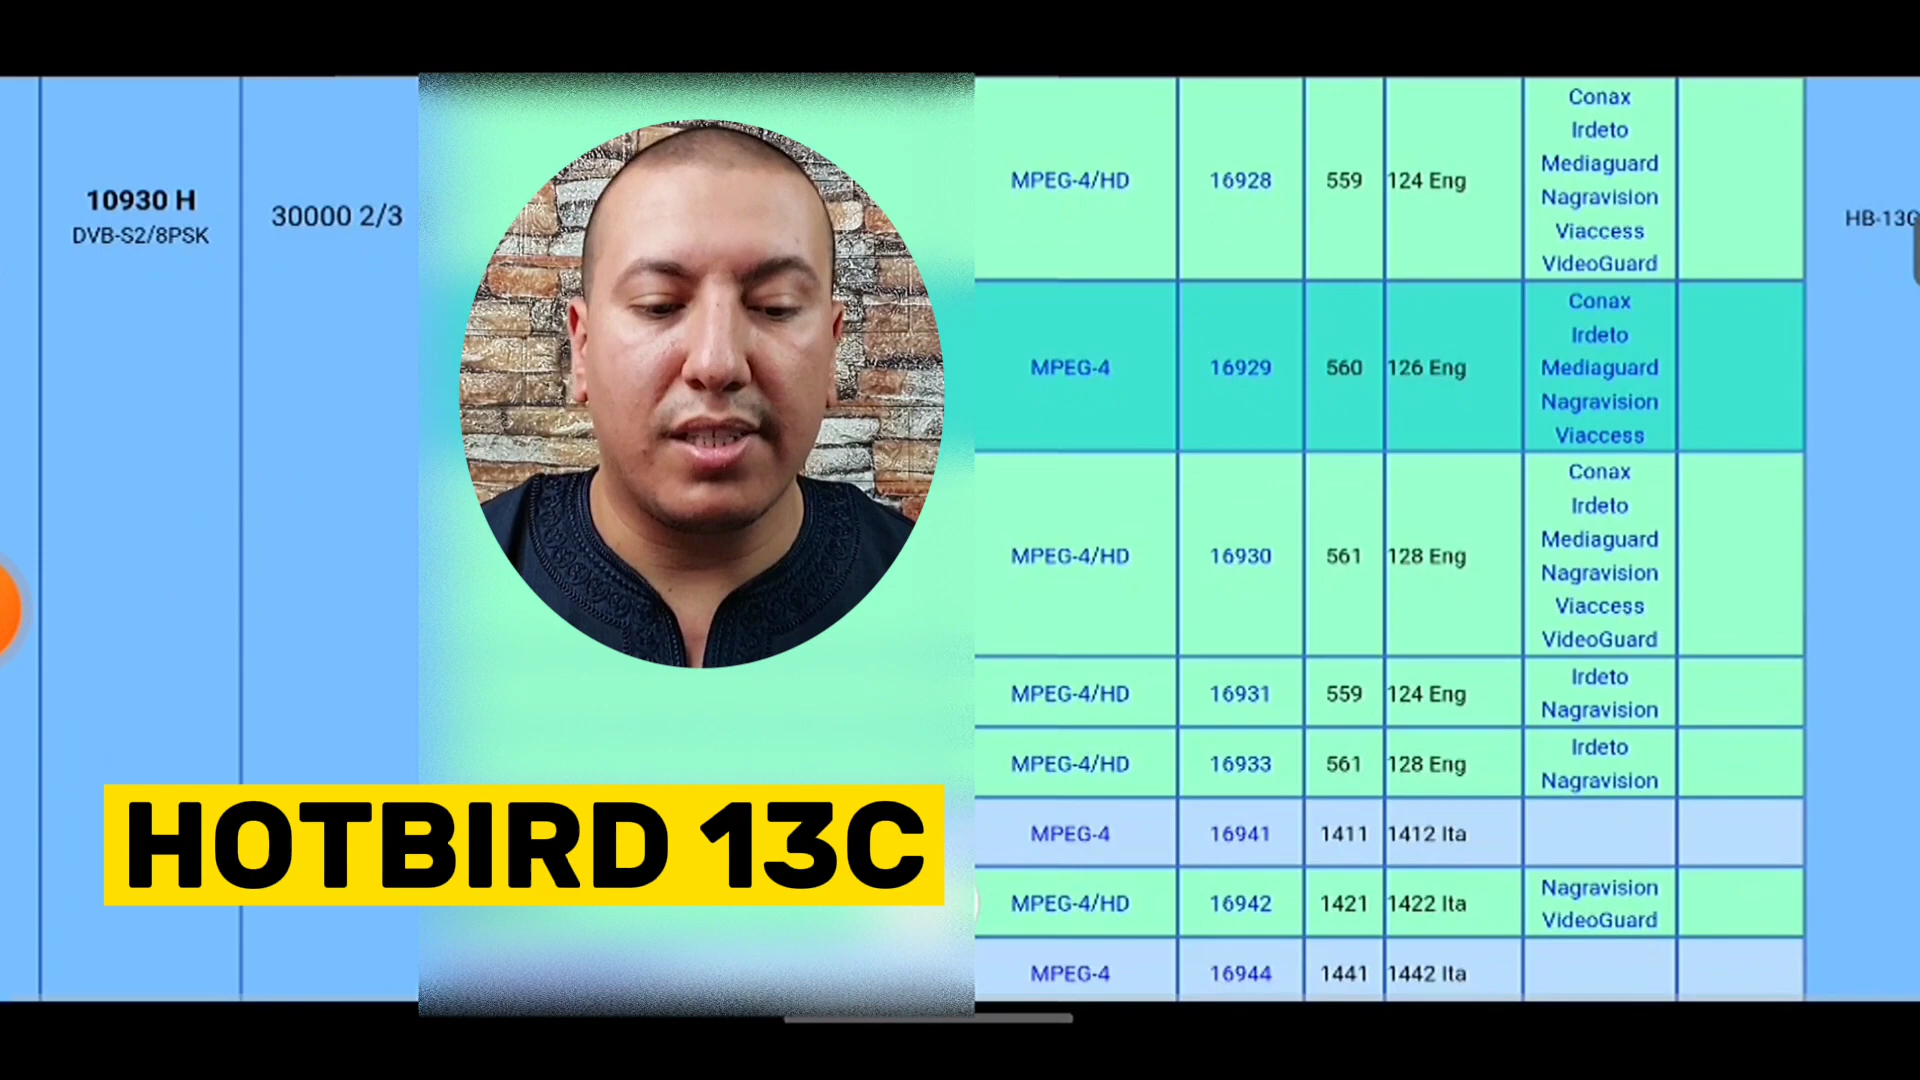 10930 H
DVB-S2/8PSK
30000 2/3
MPEG-4/HD 16928 559 124 Eng
Conax
Irdeto
Mediaguard
Nagravision
Viaccess
VideoGuard
MPEG-4 16929 560 126 Eng
Conax
Irdeto
Mediaguard
Nagravision
Viaccess
MPEG-4/HD 16930 561 128 Eng
Conax
Irdeto
Mediaguard
Nagravision
Viaccess
VideoGuard
MPEG-4/HD 16931 559 124 Eng
Irdeto
Nagravision
MPEG-4/HD 16933 561 128 Eng
Irdeto
Nagravision
MPEG-4 16941 1411 1412 Ita
MPEG-4/HD 16942 1421 1422 Ita
Nagravision
VideoGuard
MPEG-4 16944 1441 1442 Ita
HOTBIRD 13C